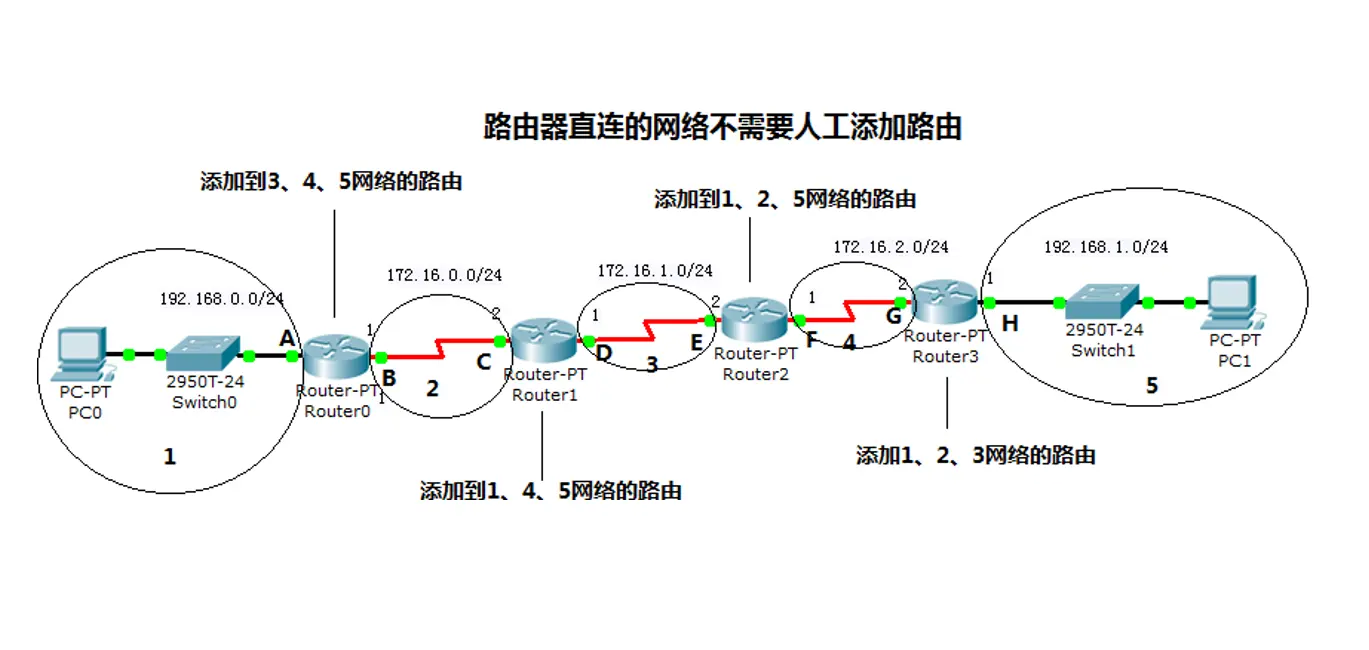 路由器直连的网络不需要人工添加路由
添加到3、4、5网络的路由
添加到1、2、5网络的路由
172.16.0.0/24
172.16.1.0/24
172.16.2.0/24
192.168.1.0/24
192.168.0.0/24
A
1
B
1
2
2
C
1
D
3
2
E
1
F
4
2
G
1
H
5
1
PC-PT
PC0
2950T-24
Switch0
Router-PT
Router0
Router-PT
Router1
Router-PT
Router2
Router-PT
Router3
2950T-24
Switch1
PC-PT
PC1
添加到1、4、5网络的路由
添加1、2、3网络的路由